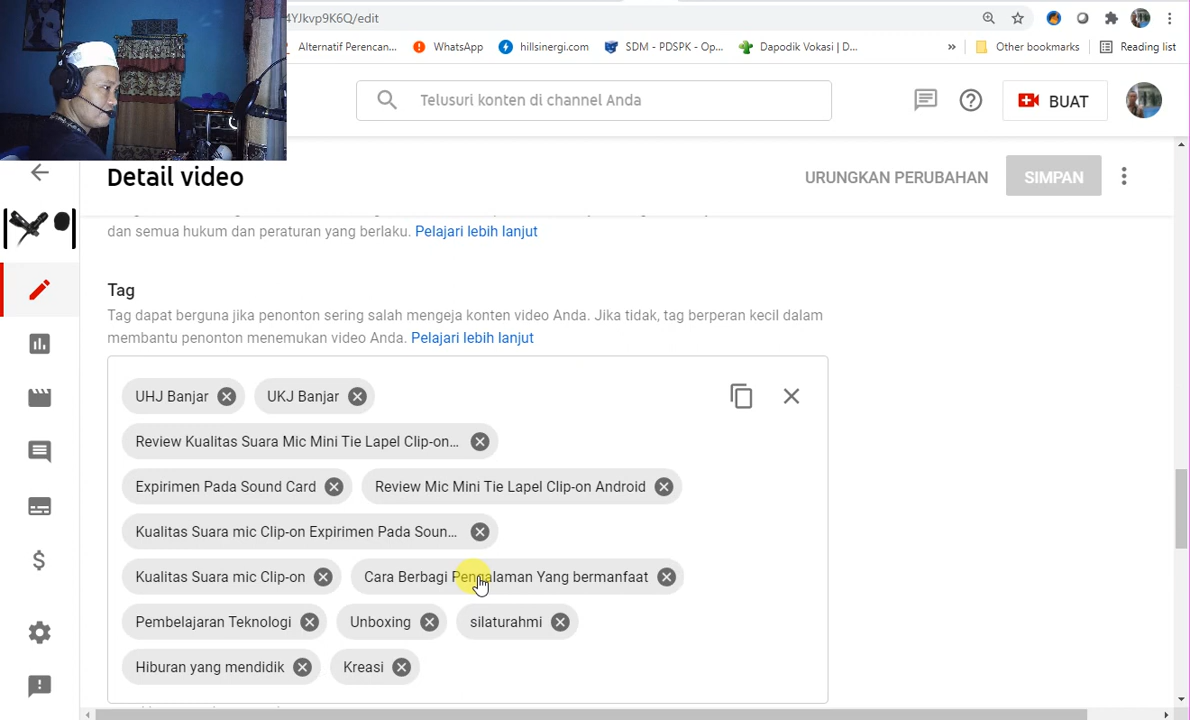 4YJkvp9K6Q/edit
Alternatif Perencan... WhatsApp hillsinergi.com SDM - PDSPK - Op... Dapodik Vokasi | D... » Other bookmarks Reading list
Telusuri konten di channel Anda
BUAT
Detail video
URUNGKAN PERUBAHAN
SIMPAN
dan semua hukum dan peraturan yang berlaku. Pelajari lebih lanjut
Tag
Tag dapat berguna jika penonton sering salah mengeja konten video Anda. Jika tidak, tag berperan kecil dalam
membantu penonton menemukan video Anda. Pelajari lebih lanjut
UHJ Banjar UKJ Banjar
Review Kualitas Suara Mic Mini Tie Lapel Clip-on...
Expirimen Pada Sound Card Review Mic Mini Tie Lapel Clip-on Android
Kualitas Suara mic Clip-on Expirimen Pada Soun...
Kualitas Suara mic Clip-on Cara Berbagi Pengalaman Yang bermanfaat
Pembelajaran Teknologi Unboxing silaturahmi
Hiburan yang mendidik Kreasi